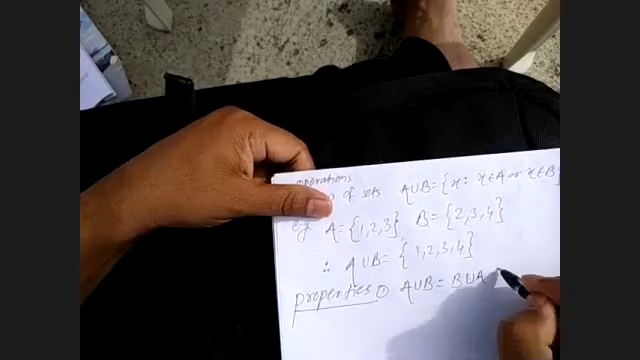 operations
of sets A∪B = {x : x∈A or x∈B}
eg A = {1,2,3} B = {2,3,4}
∴ A∪B = {1,2,3,4}
properties ① A∪B = B∪A